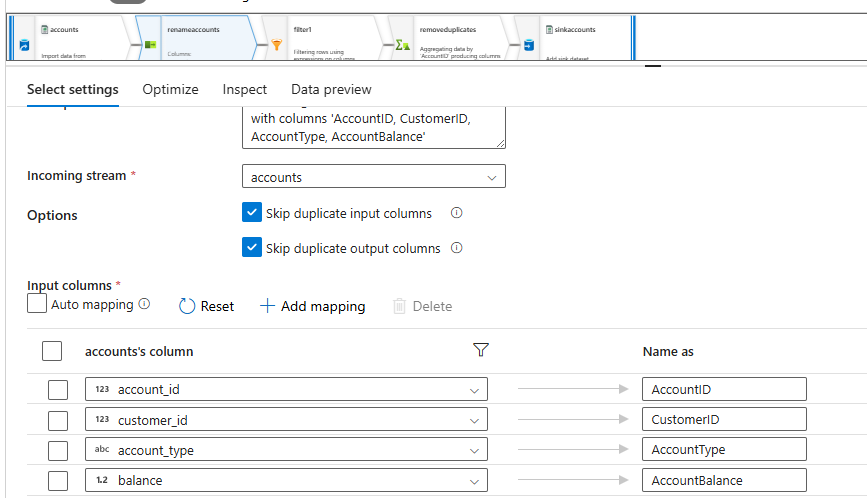 accounts
Import data from
renameaccounts
Columns:
filter1
Filtering rows using
expressions on columns
removeduplicates
Aggregating data by
'AccountID' producing columns
sinkaccounts
Add sink dataset
Select settings
Optimize
Inspect
Data preview
with columns 'AccountID, CustomerID,
AccountType, AccountBalance'
Incoming stream *
accounts
Options
Skip duplicate input columns
Skip duplicate output columns
Input columns *
Auto mapping
Reset
Add mapping
Delete
accounts's column
Name as
123 account_id
AccountID
123 customer_id
CustomerID
abc account_type
AccountType
1.2 balance
AccountBalance